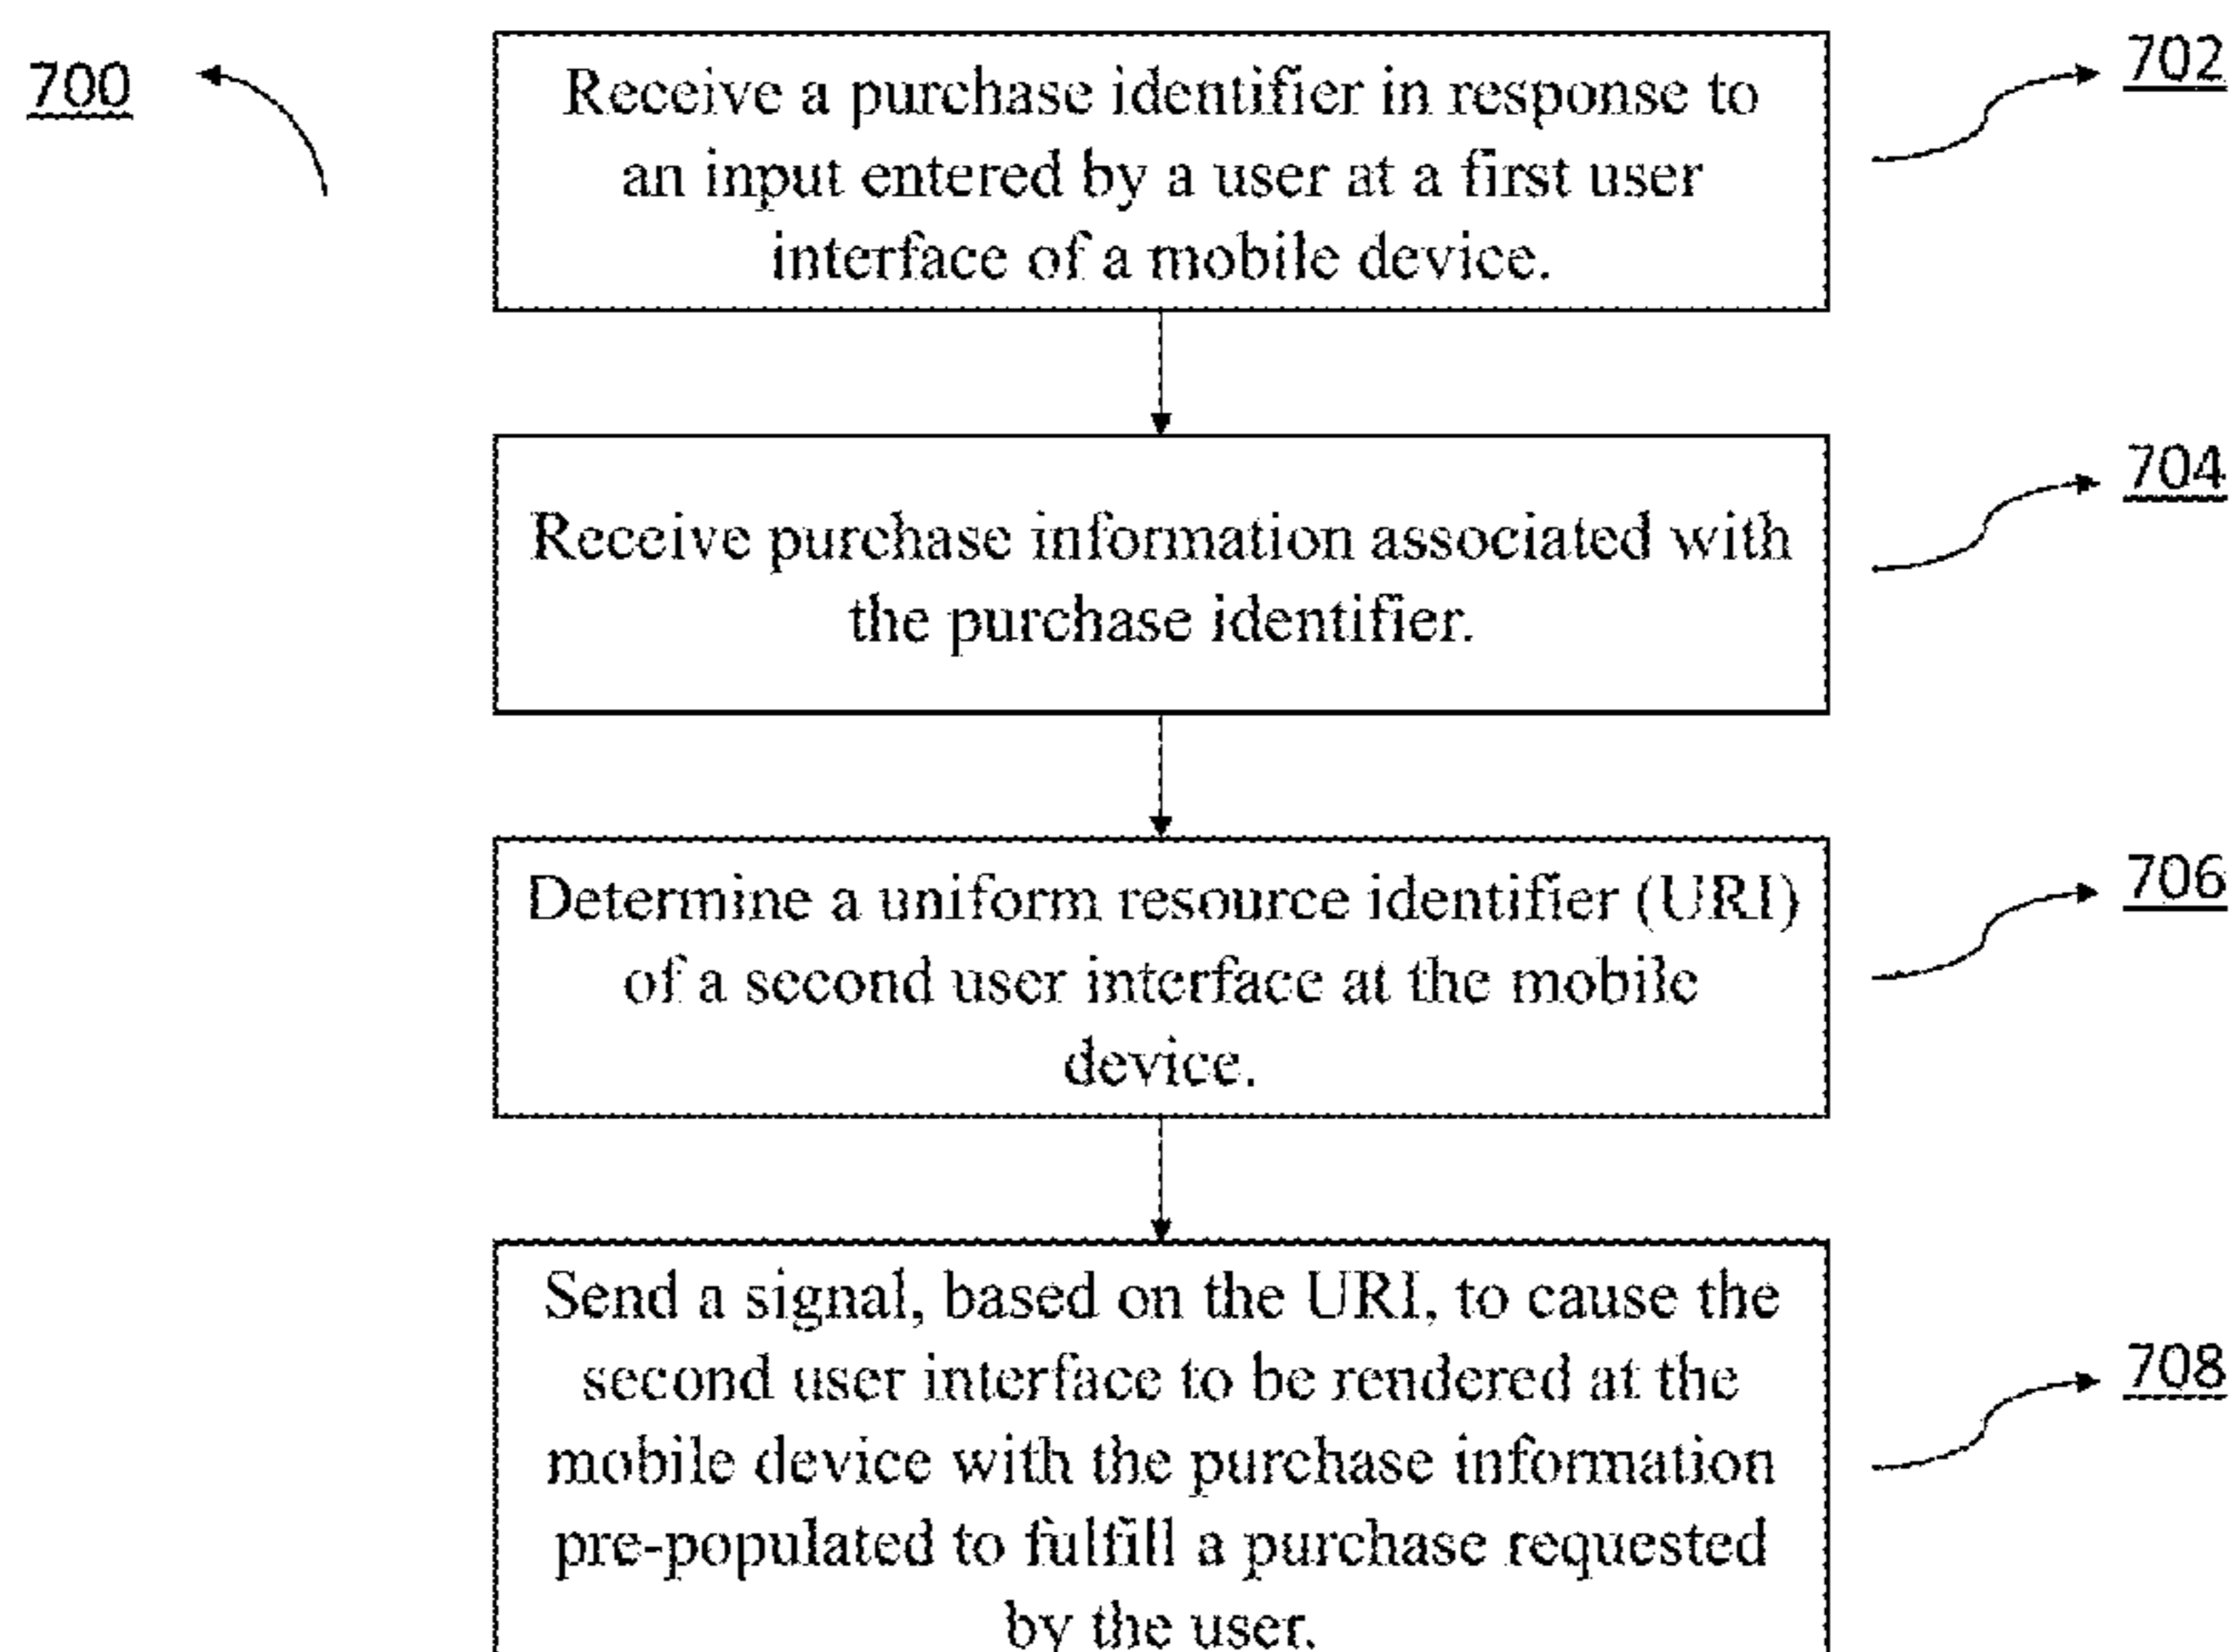 700
Receive a purchase identifier in response to
an input entered by a user at a first user
interface of a mobile device.
702
Receive purchase information associated with
the purchase identifier.
704
Determine a uniform resource identifier (URI)
of a second user interface at the mobile
device.
706
Send a signal, based on the URI, to cause the
second user interface to be rendered at the
mobile device with the purchase information
pre-populated to fulfill a purchase requested
by the user.
708